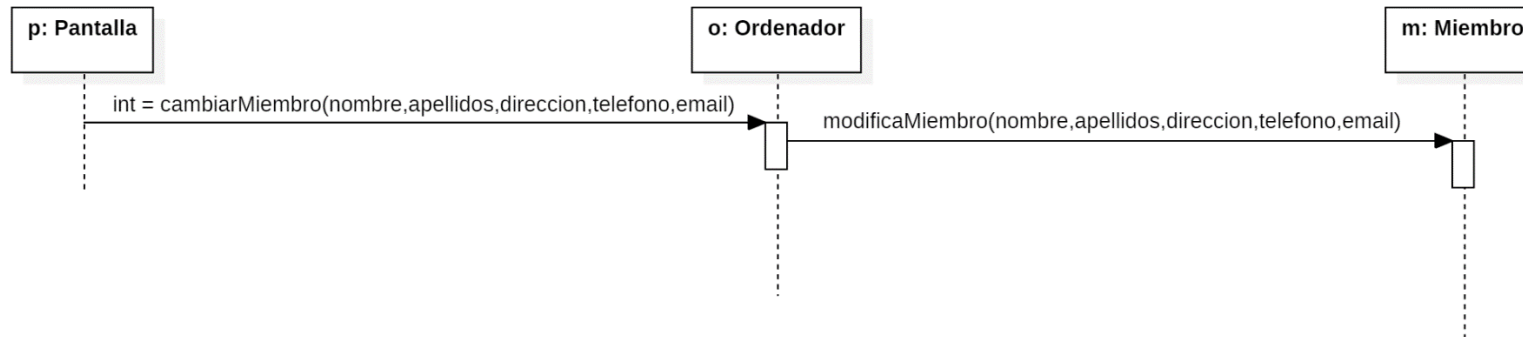 p: Pantalla
o: Ordenador
m: Miembro
int = cambiarMiembro(nombre,apellidos,direccion,telefono,email)
modificaMiembro(nombre,apellidos,direccion,telefono,email)